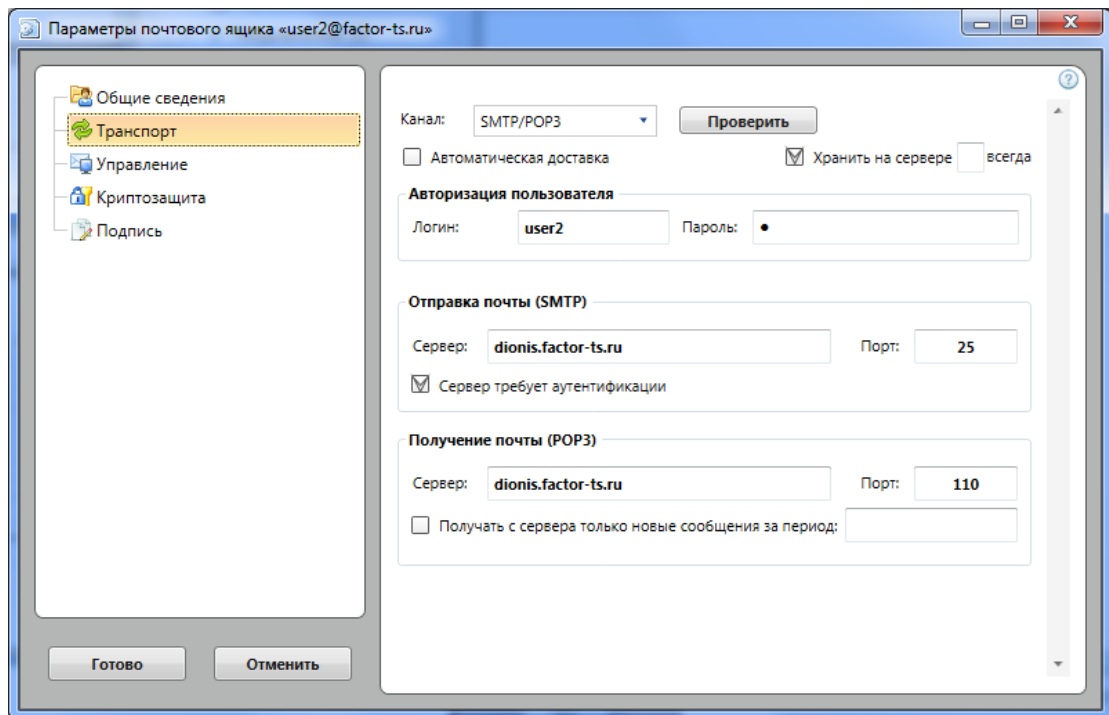 Параметры почтового ящика «user2@factor-ts.ru»
Общие сведения
Транспорт
Управление
Криптозащита
Подпись
Готово
Отменить
Канал: SMTP/POP3 Проверить
Автоматическая доставка Хранить на сервере всегда
Авторизация пользователя
Логин: user2 Пароль: •
Отправка почты (SMTP)
Сервер: dionis.factor-ts.ru Порт: 25
Сервер требует аутентификации
Получение почты (POP3)
Сервер: dionis.factor-ts.ru Порт: 110
Получать с сервера только новые сообщения за период: